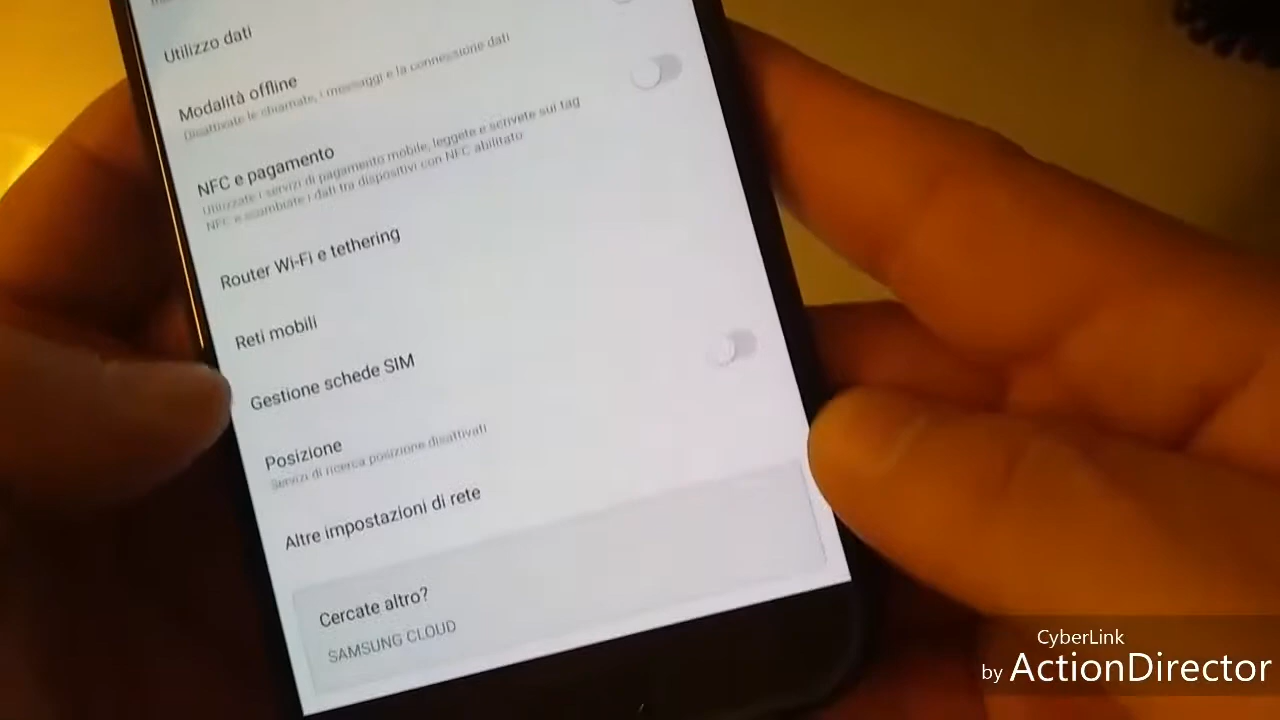 Utilizzo dati
Modalità offline
Disattivate le chiamate, i messaggi e la connessione dati
NFC e pagamento
Utilizzate i servizi di pagamento mobile, leggete e scrivete sui tag
NFC e scambiate i dati tra dispositivi con NFC abilitato
Router Wi-Fi e tethering
Reti mobili
Gestione schede SIM
Posizione
Servizi di ricerca posizione disattivati
Altre impostazioni di rete
Cercate altro?
SAMSUNG CLOUD
CyberLink
by ActionDirector